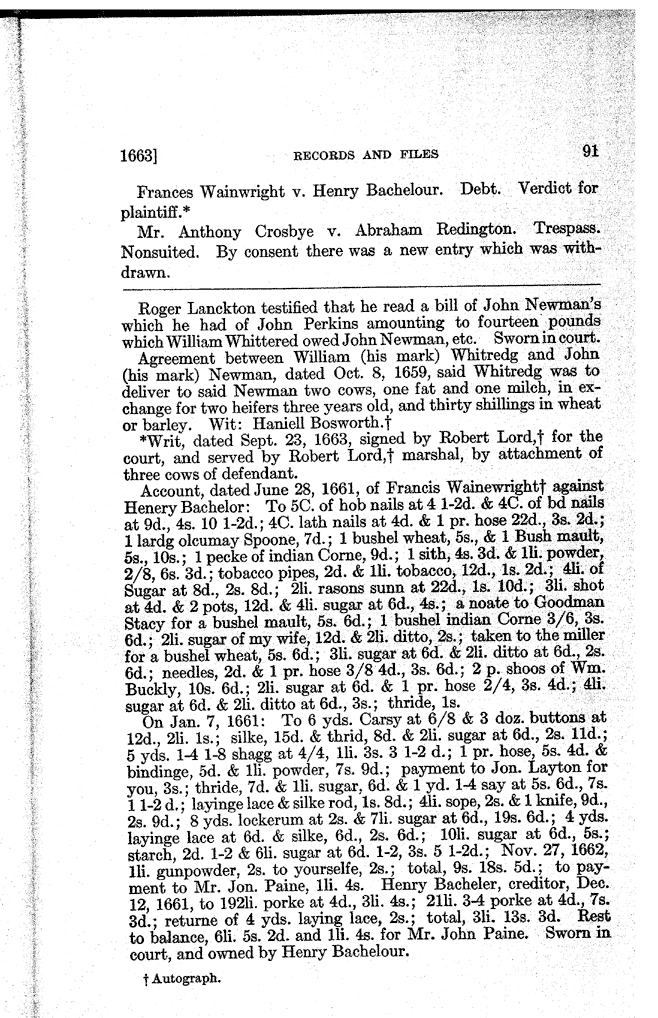 1663] RECORDS AND FILES 91
Frances Wainwright v. Henry Bachelour. Debt. Verdict for
plaintiff.*
Mr. Anthony Crosbye v. Abraham Redington. Trespass.
Nonsuited. By consent there was a new entry which was with-
drawn.
Roger Lanckton testified that he read a bill of John Newman's
which he had of John Perkins amounting to fourteen pounds
which William Whittered owed John Newman, etc. Sworn in court.
Agreement between William (his mark) Whitredg and John
(his mark) Newman, dated Oct. 8, 1659, said Whitredg was to
deliver to said Newman two cows, one fat and one milch, in ex-
change for two heifers three years old, and thirty shillings in wheat
or barley. Wit: Haniell Bosworth.†
*Writ, dated Sept. 23, 1663, signed by Robert Lord,† for the
court, and served by Robert Lord,† marshal, by attachment of
three cows of defendant.
Account, dated June 28, 1661, of Francis Wainewright† against
Henery Bachelor: To 5C. of hob nails at 4 1-2d. & 4C. of bd nails
at 9d., 4s. 10 1-2d.; 4C. lath nails at 4d. & 1 pr. hose 22d., 3s. 2d.;
1 lardg olcumay Spoone, 7d.; 1 bushel wheat, 5s., & 1 Bush mault,
5s., 10s.; 1 pecke of indian Corne, 9d.; 1 sith, 4s. 3d. & 1li. powder,
2/8, 6s. 3d.; tobacco pipes, 2d. & 1li. tobacco, 12d., 1s. 2d.; 4li. of
Sugar at 8d., 2s. 8d.; 2li. rasons sunn at 22d., 1s. 10d.; 3li. shot
at 4d. & 2 pots, 12d. & 4li. sugar at 6d., 4s.; a noate to Goodman
Stacy for a bushel mault, 5s. 6d.; 1 bushel indian Corne 3/6, 3s.
6d.; 2li. sugar of my wife, 12d. & 2li. ditto, 2s.; taken to the miller
for a bushel wheat, 5s. 6d.; 3li. sugar at 6d. & 2li. ditto at 6d., 2s.
6d.; needles, 2d. & 1 pr. hose 3/8 4d., 3s. 6d.; 2 p. shoos of Wm.
Buckly, 10s. 6d.; 2li. sugar at 6d. & 1 pr. hose 2/4, 3s. 4d.; 4li.
sugar at 6d. & 2li. ditto at 6d., 3s.; thride, 1s.
On Jan. 7, 1661: To 6 yds. Carsy at 6/8 & 3 doz. buttons at
12d., 2li. 1s.; silke, 15d. & thrid, 8d. & 2li. sugar at 6d., 2s. 11d.;
5 yds. 1-4 1-8 shagg at 4/4, 1li. 3s. 3 1-2 d.; 1 pr. hose, 5s. 4d. &
bindinge, 5d. & 1li. powder, 7s. 9d.; payment to Jon. Layton for
you, 3s.; thride, 7d. & 1li. sugar, 6d. & 1 yd. 1-4 say at 5s. 6d., 7s.
1 1-2 d.; layinge lace & silke rod, 1s. 8d.; 4li. sope, 2s. & 1 knife, 9d.,
2s. 9d.; 8 yds. lockerum at 2s. & 7li. sugar at 6d., 19s. 6d.; 4 yds.
layinge lace at 6d. & silke, 6d., 2s. 6d.; 10li. sugar at 6d., 5s.;
starch, 2d. 1-2 & 6li. sugar at 6d. 1-2, 3s. 5 1-2d.; Nov. 27, 1662,
1li. gunpowder, 2s. to yourselfe, 2s.; total, 9s. 18s. 5d.; to pay-
ment to Mr. Jon. Paine, 1li. 4s. Henry Bacheler, creditor, Dec.
12, 1661, to 192li. porke at 4d., 3li. 4s.; 21li. 3-4 porke at 4d., 7s.
3d.; returne of 4 yds. laying lace, 2s.; total, 3li. 13s. 3d. Rest
to balance, 6li. 5s. 2d. and 1li. 4s. for Mr. John Paine. Sworn in
court, and owned by Henry Bachelour.
† Autograph.